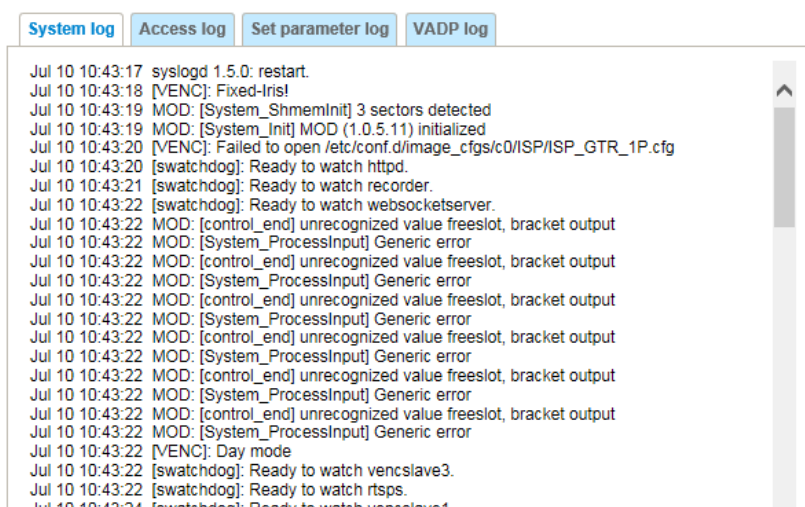 System log Access log Set parameter log VADP log
Jul 10 10:43:17 syslogd 1.5.0: restart.
Jul 10 10:43:18 [VENC]: Fixed-Iris!
Jul 10 10:43:19 MOD: [System_ShmemInit] 3 sectors detected
Jul 10 10:43:19 MOD: [System_Init] MOD (1.0.5.11) initialized
Jul 10 10:43:20 [VENC]: Failed to open /etc/conf.d/image_cfgs/c0/ISP/ISP_GTR_1P.cfg
Jul 10 10:43:20 [swatchdog]: Ready to watch httpd.
Jul 10 10:43:21 [swatchdog]: Ready to watch recorder.
Jul 10 10:43:22 [swatchdog]: Ready to watch websocketserver.
Jul 10 10:43:22 MOD: [control_end] unrecognized value freeslot, bracket output
Jul 10 10:43:22 MOD: [System_ProcessInput] Generic error
Jul 10 10:43:22 MOD: [control_end] unrecognized value freeslot, bracket output
Jul 10 10:43:22 MOD: [System_ProcessInput] Generic error
Jul 10 10:43:22 MOD: [control_end] unrecognized value freeslot, bracket output
Jul 10 10:43:22 MOD: [System_ProcessInput] Generic error
Jul 10 10:43:22 MOD: [control_end] unrecognized value freeslot, bracket output
Jul 10 10:43:22 MOD: [System_ProcessInput] Generic error
Jul 10 10:43:22 MOD: [control_end] unrecognized value freeslot, bracket output
Jul 10 10:43:22 MOD: [System_ProcessInput] Generic error
Jul 10 10:43:22 MOD: [control_end] unrecognized value freeslot, bracket output
Jul 10 10:43:22 MOD: [System_ProcessInput] Generic error
Jul 10 10:43:22 [VENC]: Day mode
Jul 10 10:43:22 [swatchdog]: Ready to watch vencslave3.
Jul 10 10:43:22 [swatchdog]: Ready to watch rtsps.
Jul 10 10:43:24 [swatchdog]: Ready to watch vencslave1.